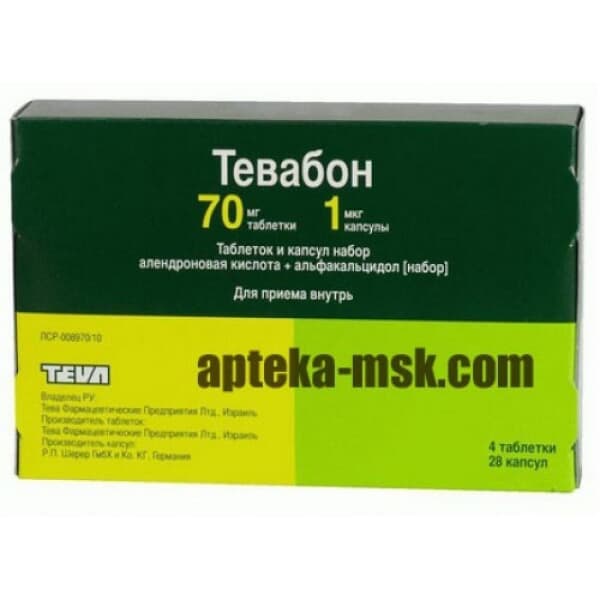 Тевабон
70 мг таблетки 1 мкг капсулы
Таблеток и капсул набор
алендроновая кислота + альфакальцидол [набор]
Для приема внутрь
ЛСР-008970/10
TEVA
apteka-msk.com
Владелец РУ:
Тева Фармацевтические Предприятия Лтд., Израиль
Производитель таблеток:
Тева Фармацевтические Предприятия Лтд., Израиль
Производитель капсул:
Р.П. Шерер ГмбХ и Ко. КГ, Германия
4 таблетки
28 капсул